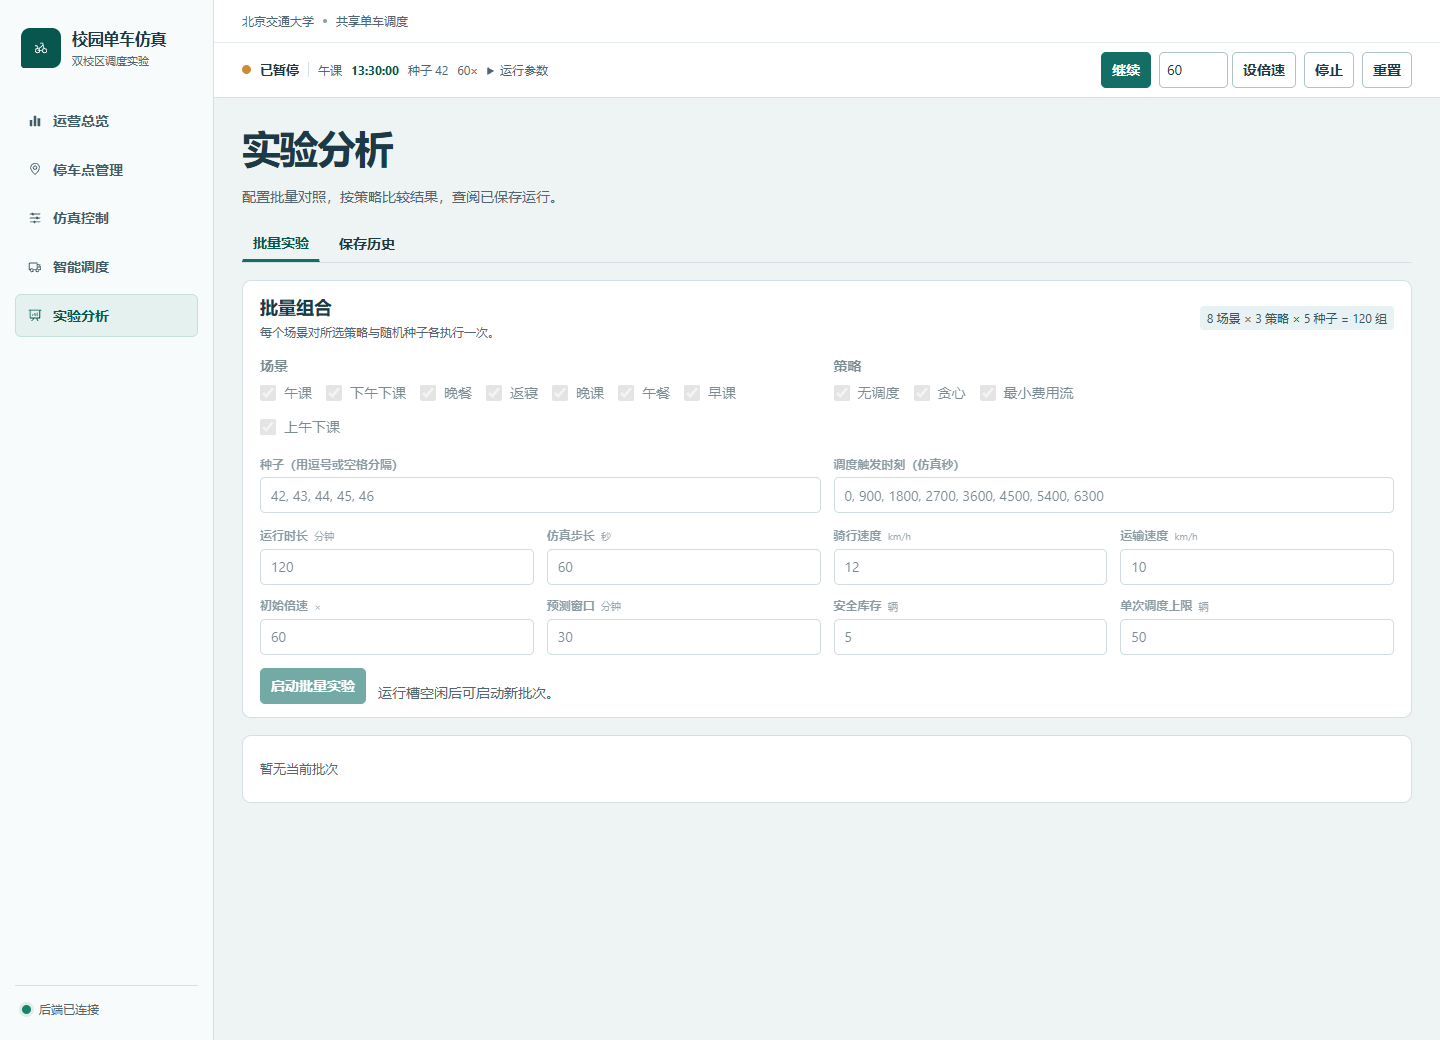 校园单车仿真
双校区调度实验
运营总览
停车点管理
仿真控制
智能调度
实验分析
后端已连接
北京交通大学 • 共享单车调度
已暂停 午课 13:30:00 种子 42 60× ▶ 运行参数
继续 60 设倍速 停止 重置
实验分析
配置批量对照，按策略比较结果，查阅已保存运行。
批量实验 保存历史
批量组合
每个场景对所选策略与随机种子各执行一次。
8 场景 × 3 策略 × 5 种子 = 120 组
场景
午课 下午下课 晚餐 返寝 晚课 午餐 早课
上午下课
策略
无调度 贪心 最小费用流
种子（用逗号或空格分隔）
42, 43, 44, 45, 46
调度触发时刻（仿真秒）
0, 900, 1800, 2700, 3600, 4500, 5400, 6300
运行时长 分钟
120
仿真步长 秒
60
骑行速度 km/h
12
运输速度 km/h
10
初始倍速 ×
60
预测窗口 分钟
30
安全库存 辆
5
单次调度上限 辆
50
启动批量实验 运行槽空闲后可启动新批次。
暂无当前批次